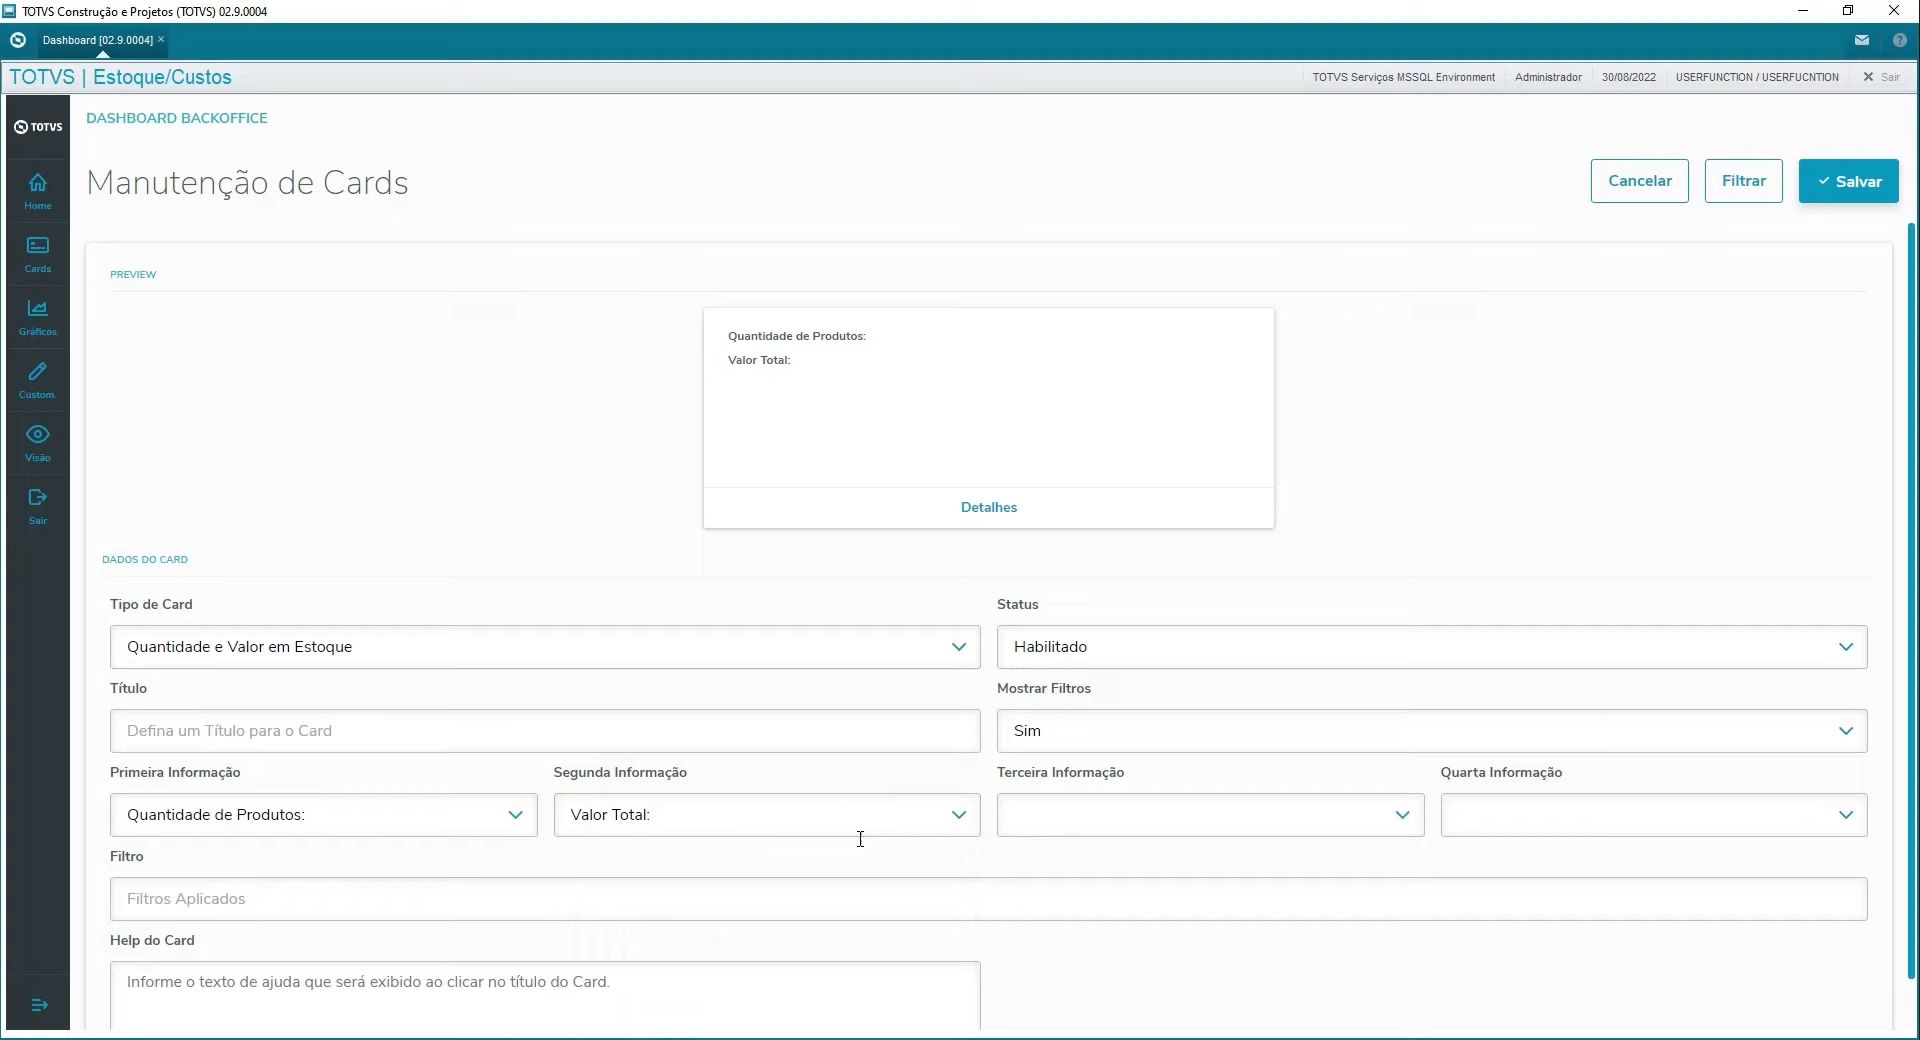 TOTVS Construção e Projetos (TOTVS) 02.9.0004
Dashboard [02.9.0004] ×
TOTVS | Estoque/Custos
TOTVS Serviços MSSQL Environment
Administrador
30/08/2022
USERFUNCTION / USERFUCNTION
Sair
TOTVS
Home
Cards
Gráficos
Custom.
Visão
Sair
DASHBOARD BACKOFFICE
Manutenção de Cards
Cancelar
Filtrar
Salvar
PREVIEW
Quantidade de Produtos:
Valor Total:
Detalhes
DADOS DO CARD
Tipo de Card
Quantidade e Valor em Estoque
Status
Habilitado
Título
Defina um Título para o Card
Mostrar Filtros
Sim
Primeira Informação
Quantidade de Produtos:
Segunda Informação
Valor Total:
Terceira Informação
Quarta Informação
Filtro
Filtros Aplicados
Help do Card
Informe o texto de ajuda que será exibido ao clicar no título do Card.